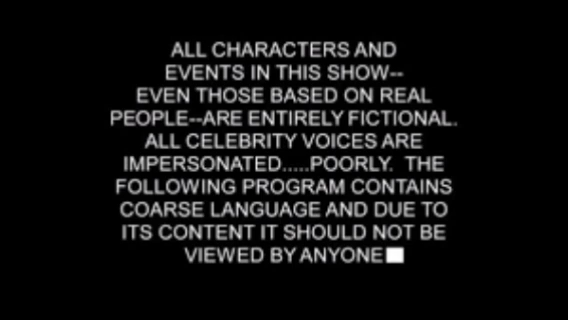 ALL CHARACTERS AND
EVENTS IN THIS SHOW--
EVEN THOSE BASED ON REAL
PEOPLE--ARE ENTIRELY FICTIONAL.
ALL CELEBRITY VOICES ARE
IMPERSONATED.....POORLY. THE
FOLLOWING PROGRAM CONTAINS
COARSE LANGUAGE AND DUE TO
ITS CONTENT IT SHOULD NOT BE
VIEWED BY ANYONE